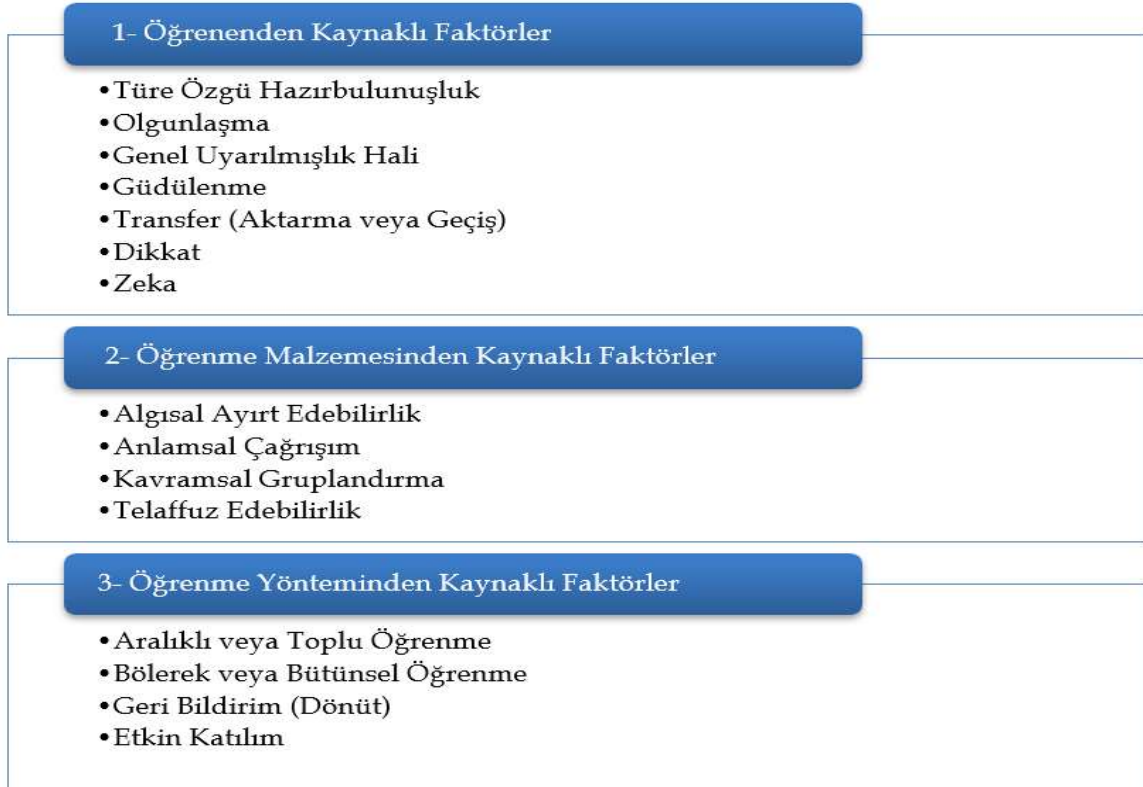 1- Öğrenenden Kaynaklı Faktörler
•Türe Özgü Hazırbulunuşluk
•Olgunlaşma
•Genel Uyarılmışlık Hali
•Güdülenme
•Transfer (Aktarma veya Geçiş)
•Dikkat
•Zeka
2- Öğrenme Malzemesinden Kaynaklı Faktörler
•Algısal Ayırt Edebilirlik
•Anlamsal Çağrışım
•Kavramsal Gruplandırma
•Telaffuz Edebilirlik
3- Öğrenme Yönteminden Kaynaklı Faktörler
•Aralıklı veya Toplu Öğrenme
•Bölerek veya Bütünsel Öğrenme
•Geri Bildirim (Dönüt)
•Etkin Katılım